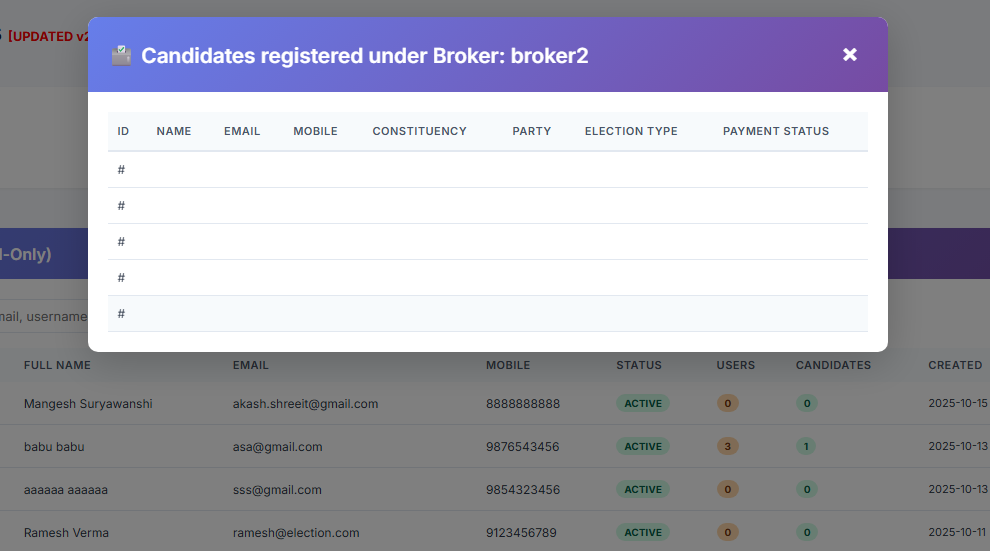 [UPDATED v2
Candidates registered under Broker: broker2
ID NAME EMAIL MOBILE CONSTITUENCY PARTY ELECTION TYPE PAYMENT STATUS
#
#
#
#
#
-Only)
mail, username
FULL NAME EMAIL MOBILE STATUS USERS CANDIDATES CREATED
Mangesh Suryawanshi akash.shreeit@gmail.com 8888888888 ACTIVE 0 0 2025-10-15
babu babu asa@gmail.com 9876543456 ACTIVE 3 1 2025-10-13
aaaaaa aaaaaa sss@gmail.com 9854323456 ACTIVE 0 0 2025-10-13
Ramesh Verma ramesh@election.com 9123456789 ACTIVE 0 0 2025-10-11